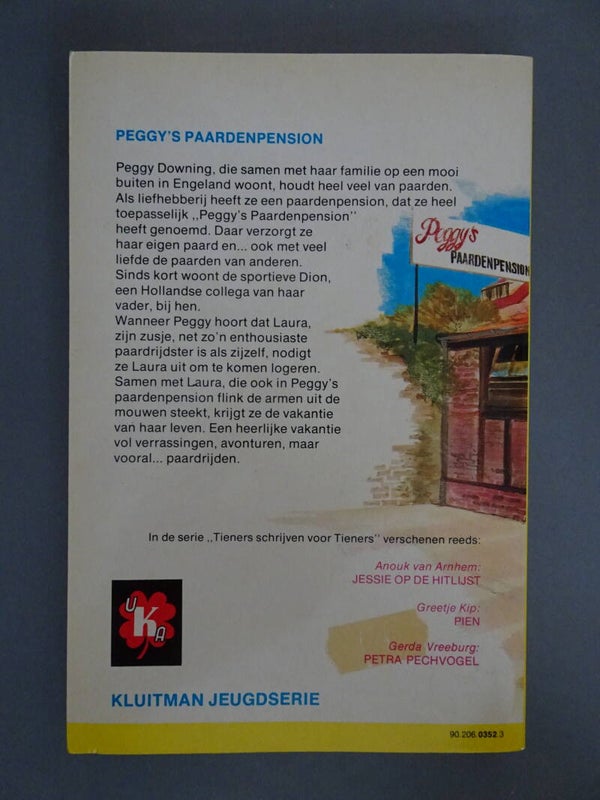 PEGGY'S PAARDENPENSION
Peggy Downing, die samen met haar familie op een mooi
buiten in Engeland woont, houdt heel veel van paarden.
Als liefhebberij heeft ze een paardenpension, dat ze heel
toepasselijk ,,Peggy's Paardenpension''
heeft genoemd. Daar verzorgt ze
haar eigen paard en... ook met veel
liefde de paarden van anderen.
Sinds kort woont de sportieve Dion,
een Hollandse collega van haar
vader, bij hen.
Wanneer Peggy hoort dat Laura,
zijn zusje, net zo'n enthousiaste
paardrijdster is als zijzelf, nodigt
ze Laura uit om te komen logeren.
Samen met Laura, die ook in Peggy's
paardenpension flink de armen uit de
mouwen steekt, krijgt ze de vakantie
van haar leven. Een heerlijke vakantie
vol verrassingen, avonturen, maar
vooral... paardrijden.
Peggy's
PAARDENPENSION
In de serie ,,Tieners schrijven voor Tieners'' verschenen reeds:
Anouk van Arnhem:
JESSIE OP DE HITLIJST
Greetje Kip:
PIEN
Gerda Vreeburg:
PETRA PECHVOGEL
UKA
KLUITMAN JEUGDSERIE
90.206.0352.3